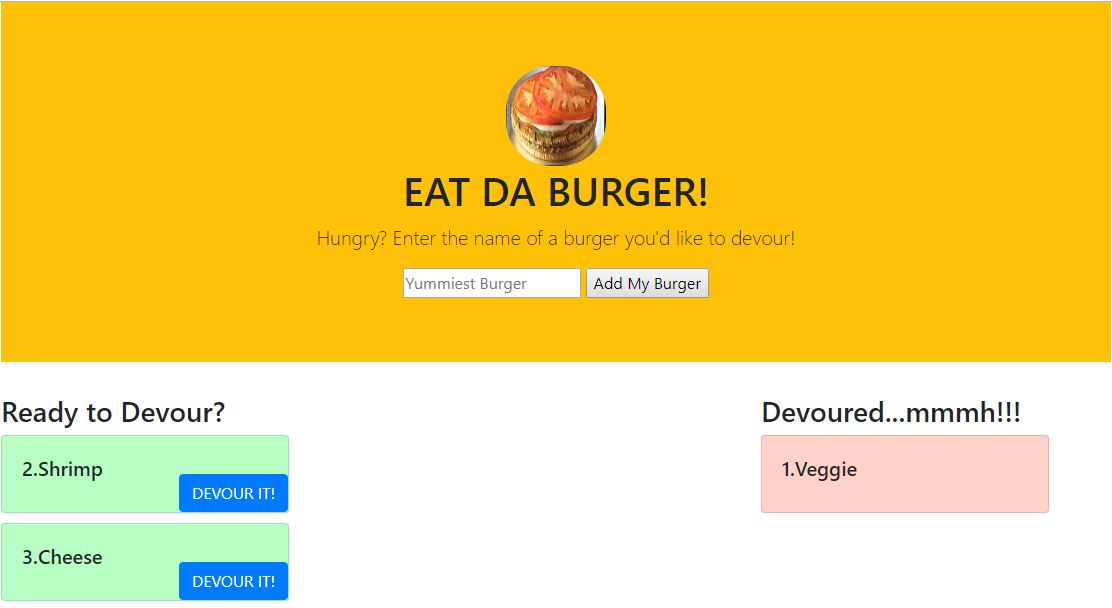 EAT DA BURGER!
Hungry? Enter the name of a burger you'd like to devour!
Yummiest Burger Add My Burger
Ready to Devour?
2.Shrimp
DEVOUR IT!
3.Cheese
DEVOUR IT!
Devoured...mmmh!!!
1.Veggie